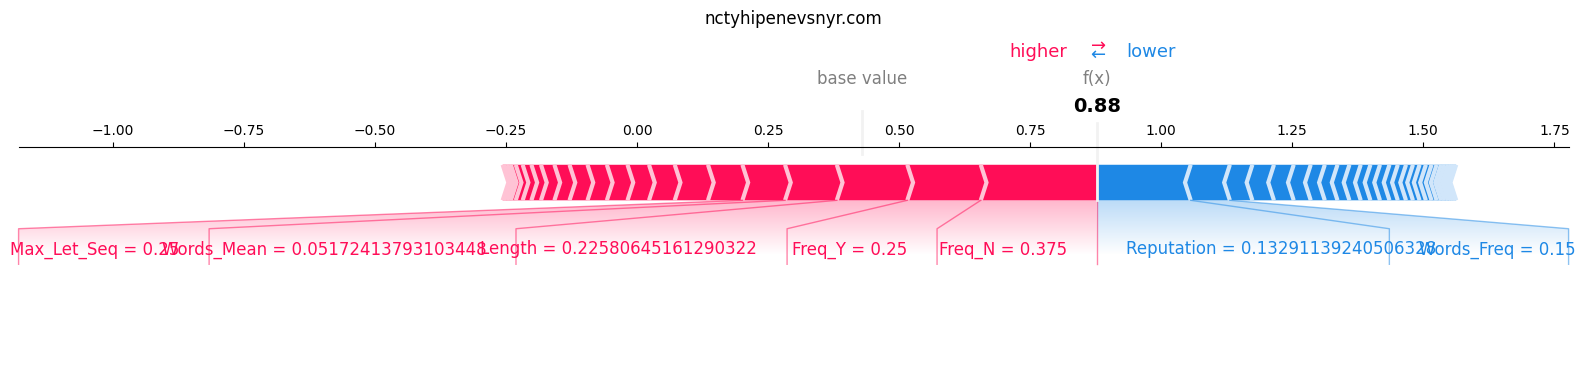 nctyhipenevsnyr.com
higher → ← lower
base value f(x)
0.88
−1.00 −0.75 −0.50 −0.25 0.00 0.25 0.50 0.75 1.00 1.25 1.50 1.75
Max_Let_Seq = 0.25 Words_Mean = 0.05172413793103448 Length = 0.22580645161290322 Freq_Y = 0.25 Freq_N = 0.375 Reputation = 0.13291139240506328 Words_Freq = 0.15